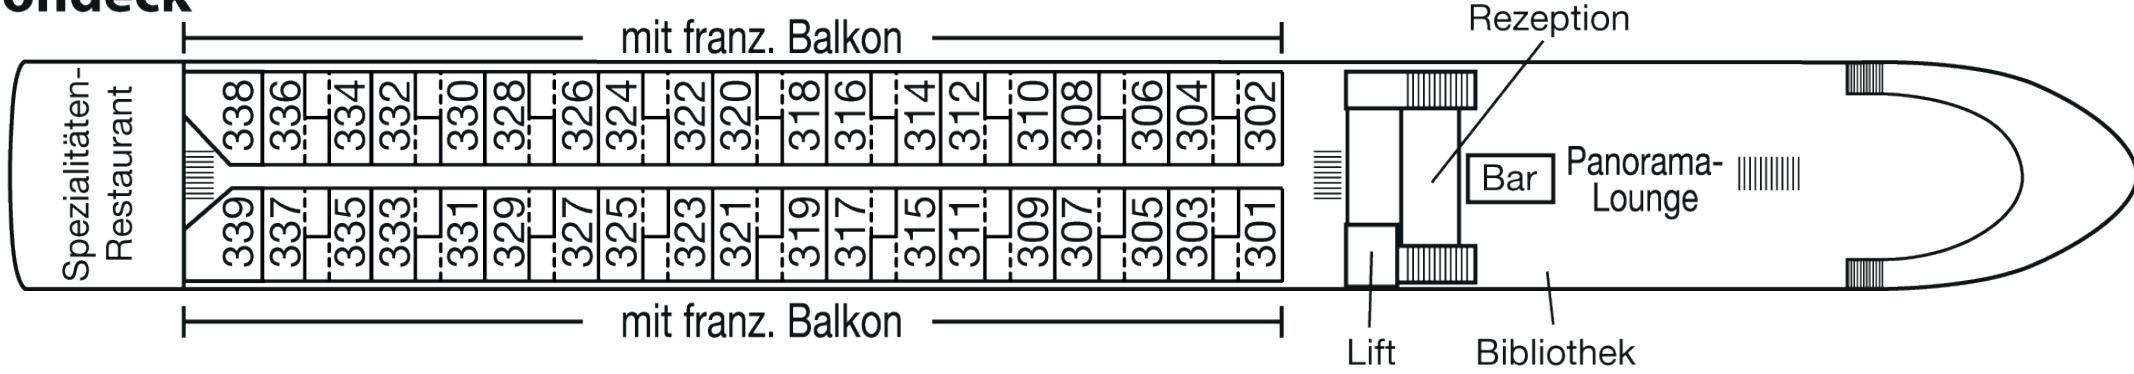 mit franz. Balkon
Rezeption
Spezialitäten-
Restaurant
338 336 334 332 330 328 326 324 322 320 318 316 314 312 310 308 306 304 302
339 337 335 333 331 329 327 325 323 321 319 317 315 311 309 307 305 303 301
Bar
Panorama-
Lounge
mit franz. Balkon
Lift
Bibliothek